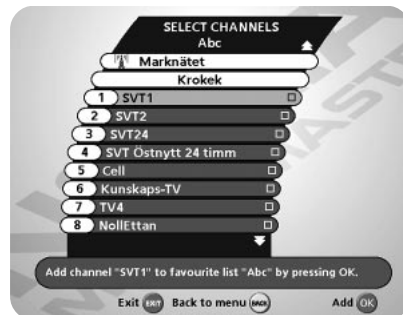 SELECT CHANNELS
Abc
Marknätet
Krokek
1 SVT1
2 SVT2
3 SVT24
4 SVT Östnytt 24 timm
5 Cell
6 Kunskaps-TV
7 TV4
8 NollEttan
Add channel "SVT1" to favourite list "Abc" by pressing OK.
Exit EXIT Back to menu BACK Add OK